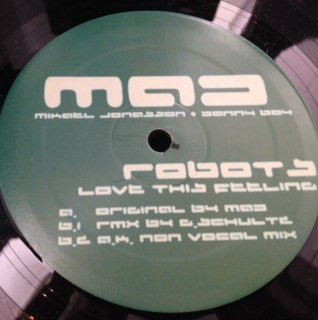 MAD
MIKAEL JONASSON + DANNY BOY
ROBOTS
LOVE THIS FEELING
A. ORIGINAL BY MAD
B.1 RMX BY G.SCHULTE
B.2 A.K. NON VOCAL MIX